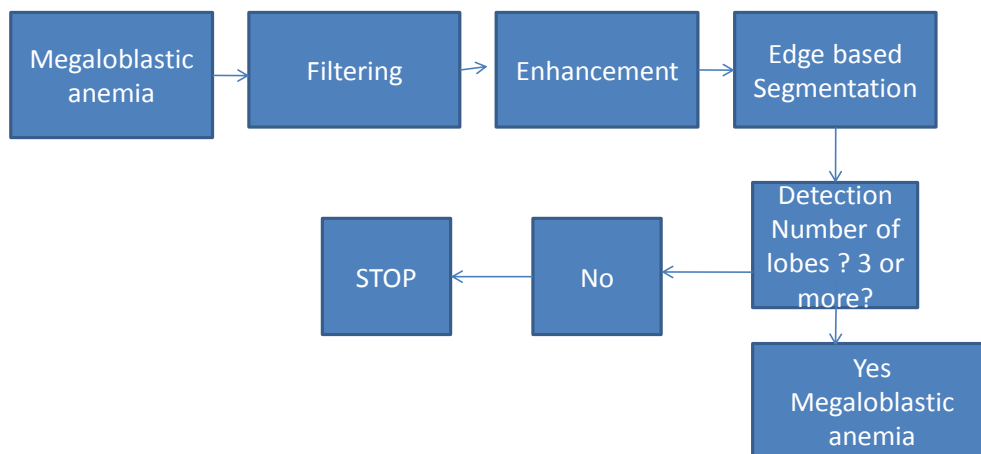 Megaloblastic
anemia
Filtering
Enhancement
Edge based
Segmentation
Detection
Number of
lobes ? 3 or
more?
No
STOP
Yes
Megaloblastic
anemia